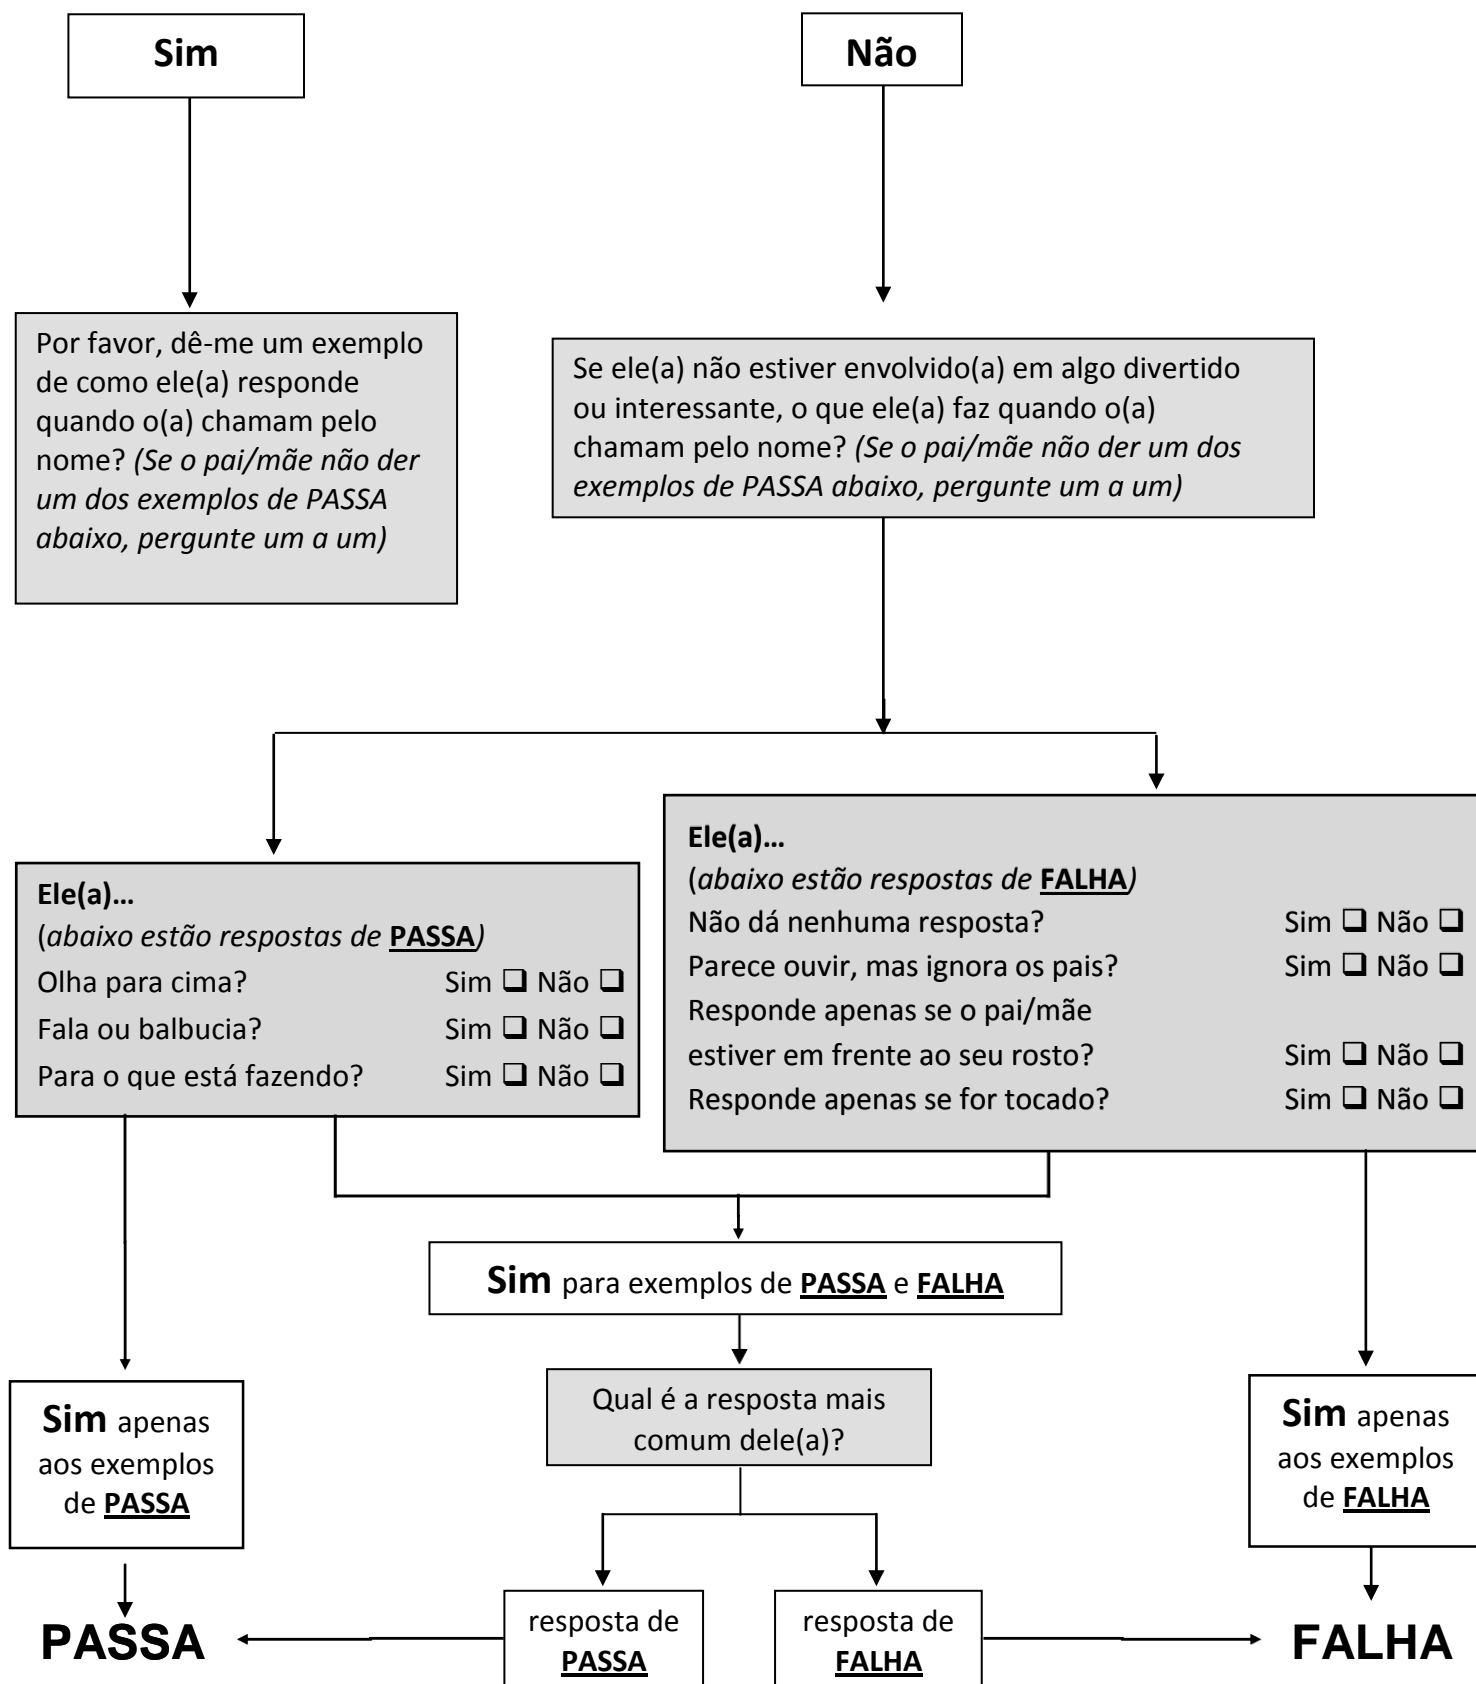 Sim
Não
Por favor, dê-me um exemplo
de como ele(a) responde
quando o(a) chamam pelo
nome? (Se o pai/mãe não der
um dos exemplos de PASSA
abaixo, pergunte um a um)
Se ele(a) não estiver envolvido(a) em algo divertido
ou interessante, o que ele(a) faz quando o(a)
chamam pelo nome? (Se o pai/mãe não der um dos
exemplos de PASSA abaixo, pergunte um a um)
Ele(a)...
(abaixo estão respostas de PASSA)
Olha para cima? Sim ❑ Não ❑
Fala ou balbucia? Sim ❑ Não ❑
Para o que está fazendo? Sim ❑ Não ❑
Ele(a)...
(abaixo estão respostas de FALHA)
Não dá nenhuma resposta? Sim ❑ Não ❑
Parece ouvir, mas ignora os pais? Sim ❑ Não ❑
Responde apenas se o pai/mãe
estiver em frente ao seu rosto? Sim ❑ Não ❑
Responde apenas se for tocado? Sim ❑ Não ❑
Sim para exemplos de PASSA e FALHA
Qual é a resposta mais
comum dele(a)?
Sim apenas
aos exemplos
de PASSA
Sim apenas
aos exemplos
de FALHA
resposta de
PASSA
resposta de
FALHA
PASSA
FALHA